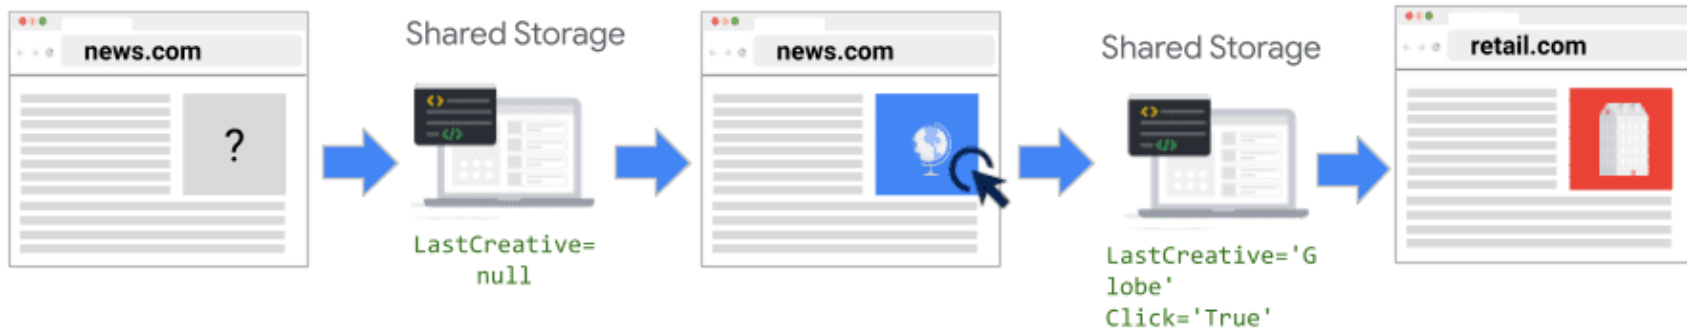 news.com
?
Shared Storage
<>
</>
LastCreative=
null
news.com
Shared Storage
<>
</>
LastCreative='G
lobe'
Click='True'
retail.com